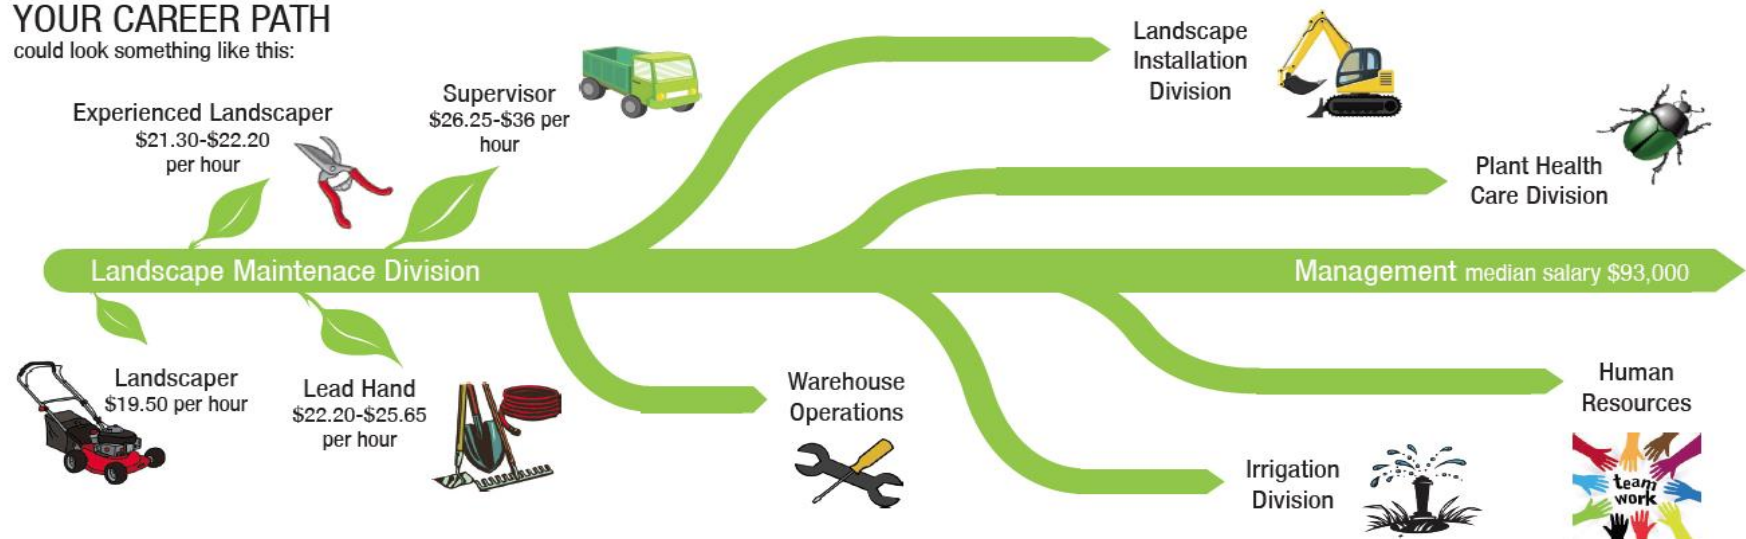 YOUR CAREER PATH
could look something like this:
Experienced Landscaper
$21.30-$22.20
per hour
Supervisor
$26.25-$36 per
hour
Landscape
Installation
Division
Plant Health
Care Division
Landscape Maintenace Division
Management median salary $93,000
Landscaper
$19.50 per hour
Lead Hand
$22.20-$25.65
per hour
Warehouse
Operations
Irrigation
Division
Human
Resources
team
work